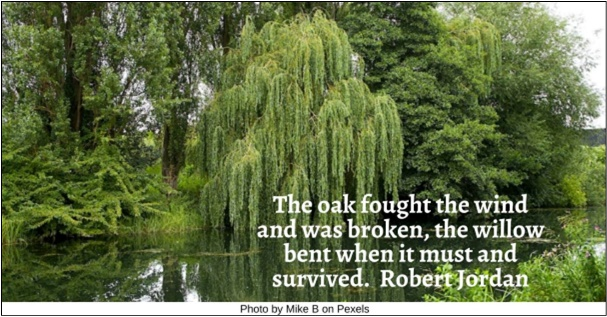 The oak fought the wind
and was broken, the willow
bent when it must and
survived.  Robert Jordan
Photo by Mike B on Pexels